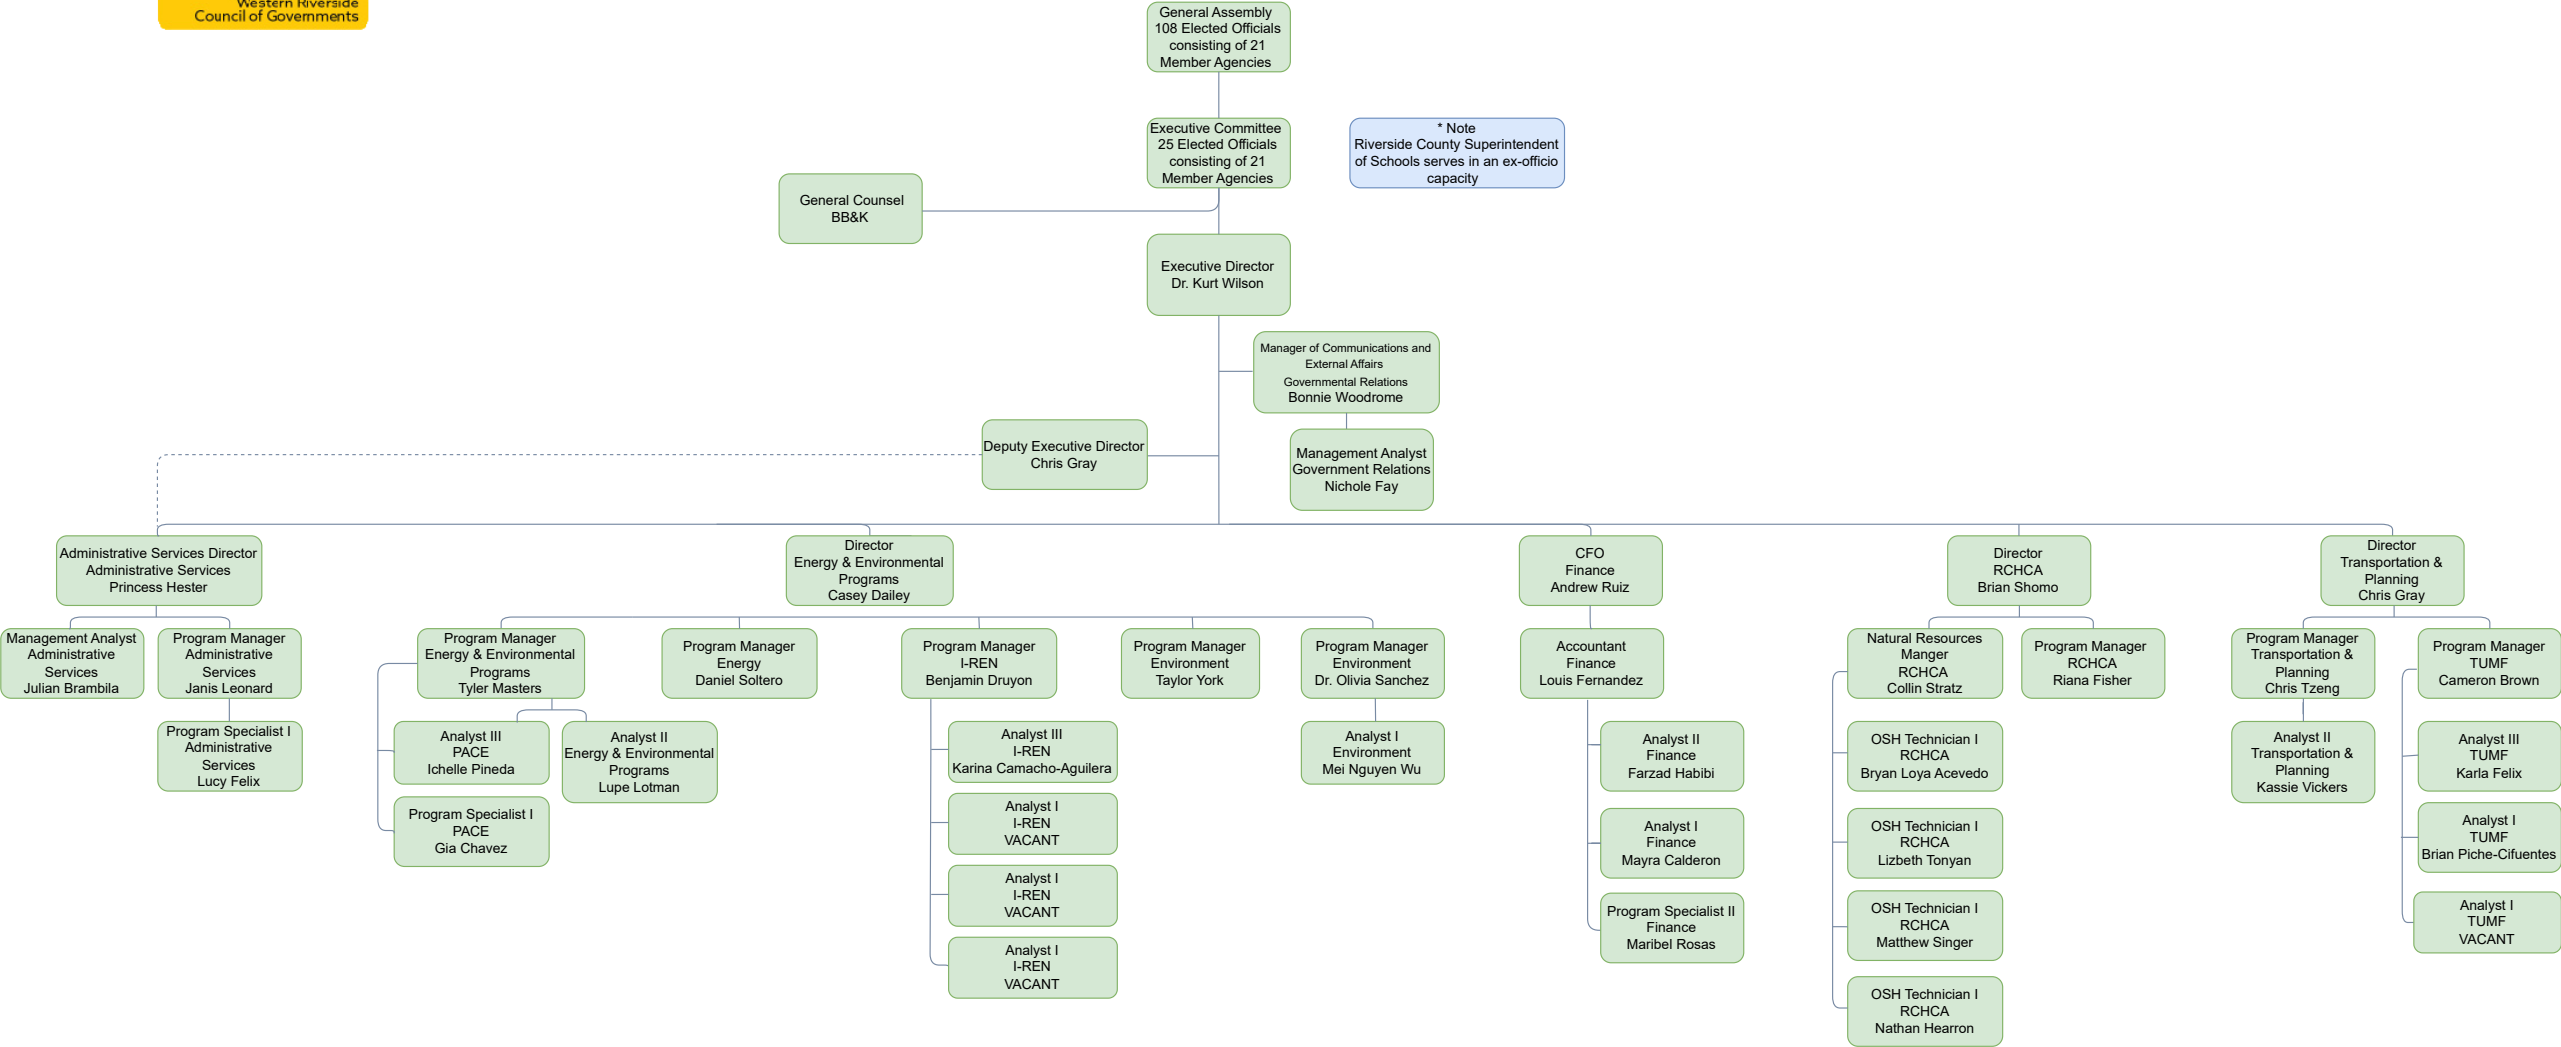 Western Riverside
Council of Governments
General Assembly
108 Elected Officials
consisting of 21
Member Agencies
Executive Committee
25 Elected Officials
consisting of 21
Member Agencies
* Note
Riverside County Superintendent
of Schools serves in an ex-officio
capacity
General Counsel
BB&K
Executive Director
Dr. Kurt Wilson
Manager of Communications and
External Affairs
Governmental Relations
Bonnie Woodrome
Deputy Executive Director
Chris Gray
Management Analyst
Government Relations
Nichole Fay
Administrative Services Director
Administrative Services
Princess Hester
Director
Energy & Environmental
Programs
Casey Dailey
CFO
Finance
Andrew Ruiz
Director
RCHCA
Brian Shomo
Director
Transportation &
Planning
Chris Gray
Management Analyst
Administrative
Services
Julian Brambila
Program Manager
Administrative
Services
Janis Leonard
Program Manager
Energy & Environmental
Programs
Tyler Masters
Program Manager
Energy
Daniel Soltero
Program Manager
I-REN
Benjamin Druyon
Program Manager
Environment
Taylor York
Program Manager
Environment
Dr. Olivia Sanchez
Accountant
Finance
Louis Fernandez
Natural Resources
Manger
RCHCA
Collin Stratz
Program Manager
RCHCA
Riana Fisher
Program Manager
Transportation &
Planning
Chris Tzeng
Program Manager
TUMF
Cameron Brown
Program Specialist I
Administrative
Services
Lucy Felix
Analyst III
PACE
Ichelle Pineda
Analyst II
Energy & Environmental
Programs
Lupe Lotman
Program Specialist I
PACE
Gia Chavez
Analyst III
I-REN
Karina Camacho-Aguilera
Analyst I
I-REN
VACANT
Analyst I
I-REN
VACANT
Analyst I
I-REN
VACANT
Analyst I
Environment
Mei Nguyen Wu
Analyst II
Finance
Farzad Habibi
Analyst I
Finance
Mayra Calderon
Program Specialist II
Finance
Maribel Rosas
OSH Technician I
RCHCA
Bryan Loya Acevedo
OSH Technician I
RCHCA
Lizbeth Tonyan
OSH Technician I
RCHCA
Matthew Singer
OSH Technician I
RCHCA
Nathan Hearron
Analyst II
Transportation &
Planning
Kassie Vickers
Analyst III
TUMF
Karla Felix
Analyst I
TUMF
Brian Piche-Cifuentes
Analyst I
TUMF
VACANT